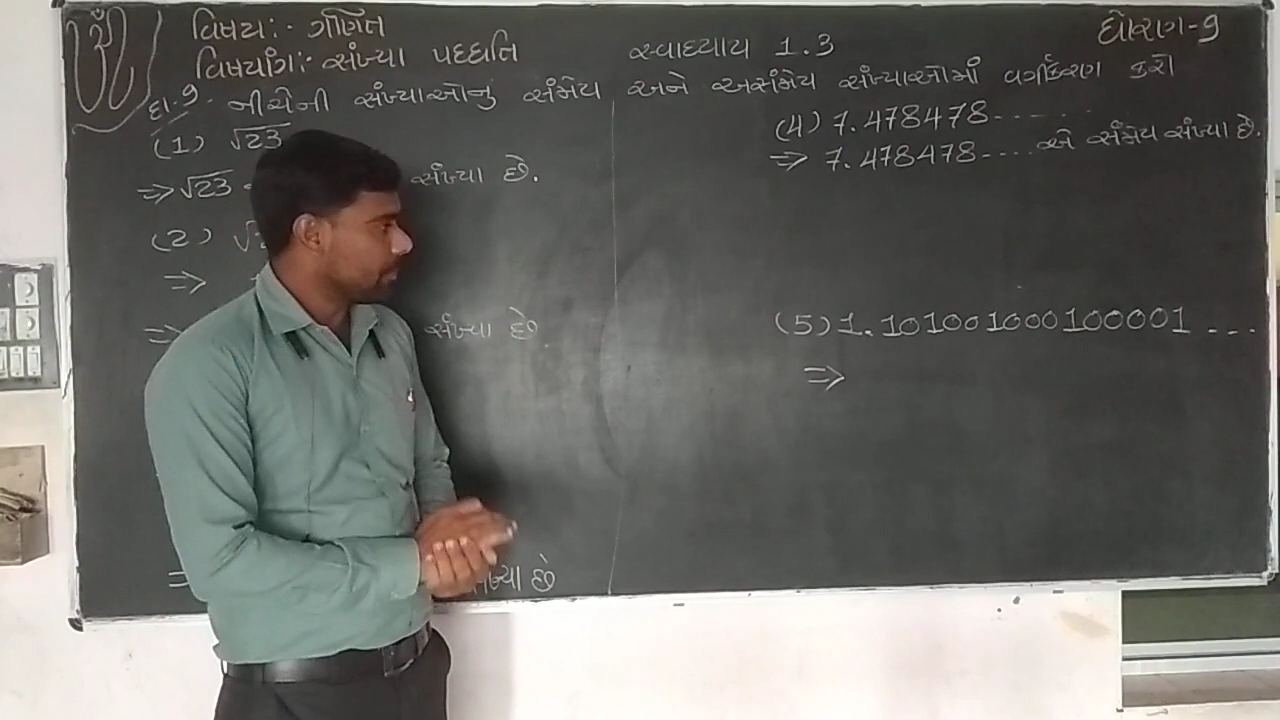 વિષય:- ગણિત
ધોરણ-9
વિષયાંગ:- સંખ્યા પદ્ધતિ
સ્વાધ્યાય 1.3
દા.9. નીચેની સંખ્યાઓનું સંમેય અને અસંમેય સંખ્યાઓમાં વર્ગીકરણ કરો
(1) √23
⇒ √23 સંખ્યા છે.
(2) √
⇒
⇒ સંખ્યા છે.
⇒ સંખ્યા છે
(4) 7.478478.....
⇒ 7.478478.... એ સંમેય સંખ્યા છે.
(5) 1.101001000100001...
⇒